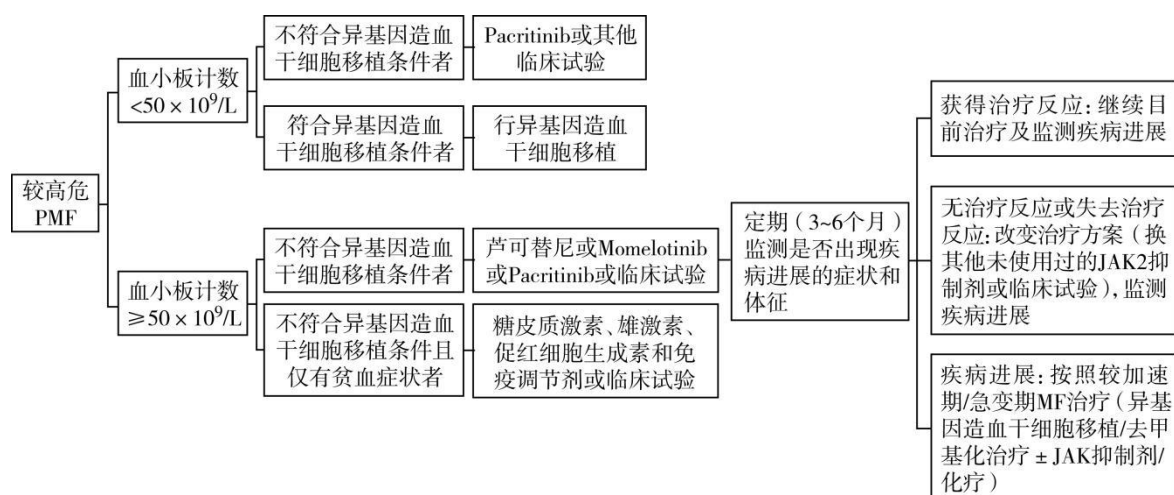 较高危
PMF
血小板计数
<50×10⁹/L
不符合异基因造血
干细胞移植条件者
Pacritinib或其他
临床试验
符合异基因造血
干细胞移植条件者
行异基因造血
干细胞移植
血小板计数
≥50×10⁹/L
不符合异基因造血
干细胞移植条件者
芦可替尼或Momelotinib
或Pacritinib或临床试验
不符合异基因造血
干细胞移植条件且
仅有贫血症状者
糖皮质激素、雄激素、
促红细胞生成素和免
疫调节剂或临床试验
定期（3~6个月）
监测是否出现疾
病进展的症状和
体征
获得治疗反应：继续目
前治疗及监测疾病进展
无治疗反应或失去治疗
反应：改变治疗方案（换
其他未使用过的JAK2抑
制剂或临床试验），监测
疾病进展
疾病进展：按照较加速
期/急变期MF治疗（异基
因造血干细胞移植/去甲
基化治疗±JAK抑制剂/
化疗）